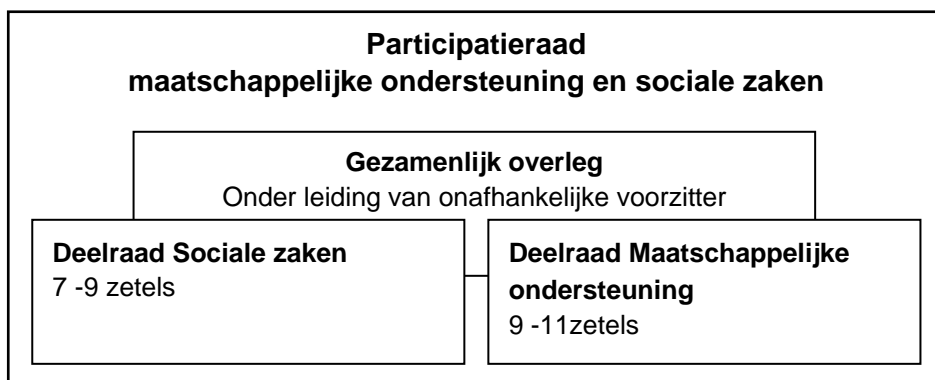 Participatieraad
maatschappelijke ondersteuning en sociale zaken
Gezamenlijk overleg
Onder leiding van onafhankelijke voorzitter
Deelraad Sociale zaken
7 -9 zetels
Deelraad Maatschappelijke
ondersteuning
9 -11zetels